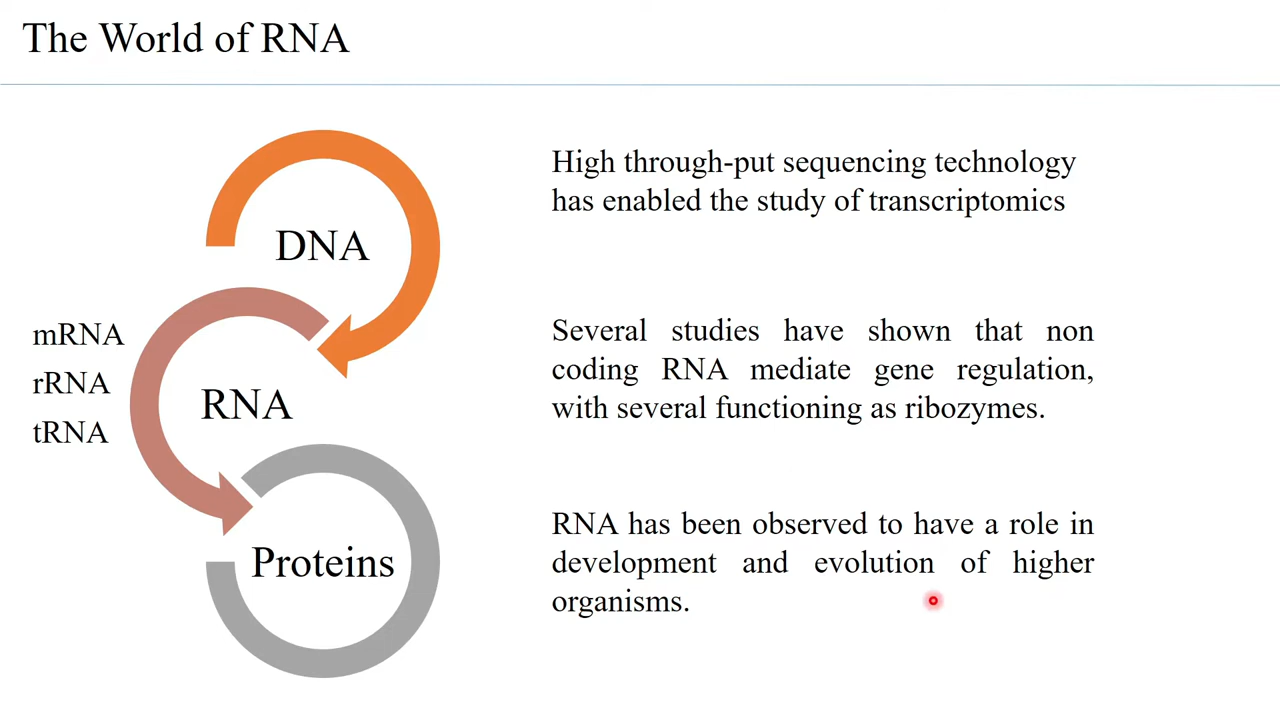 The World of RNA
DNA
mRNA
rRNA
tRNA
RNA
Proteins
High through-put sequencing technology
has enabled the study of transcriptomics
Several studies have shown that non
coding RNA mediate gene regulation,
with several functioning as ribozymes.
RNA has been observed to have a role in
development and evolution of higher
organisms.